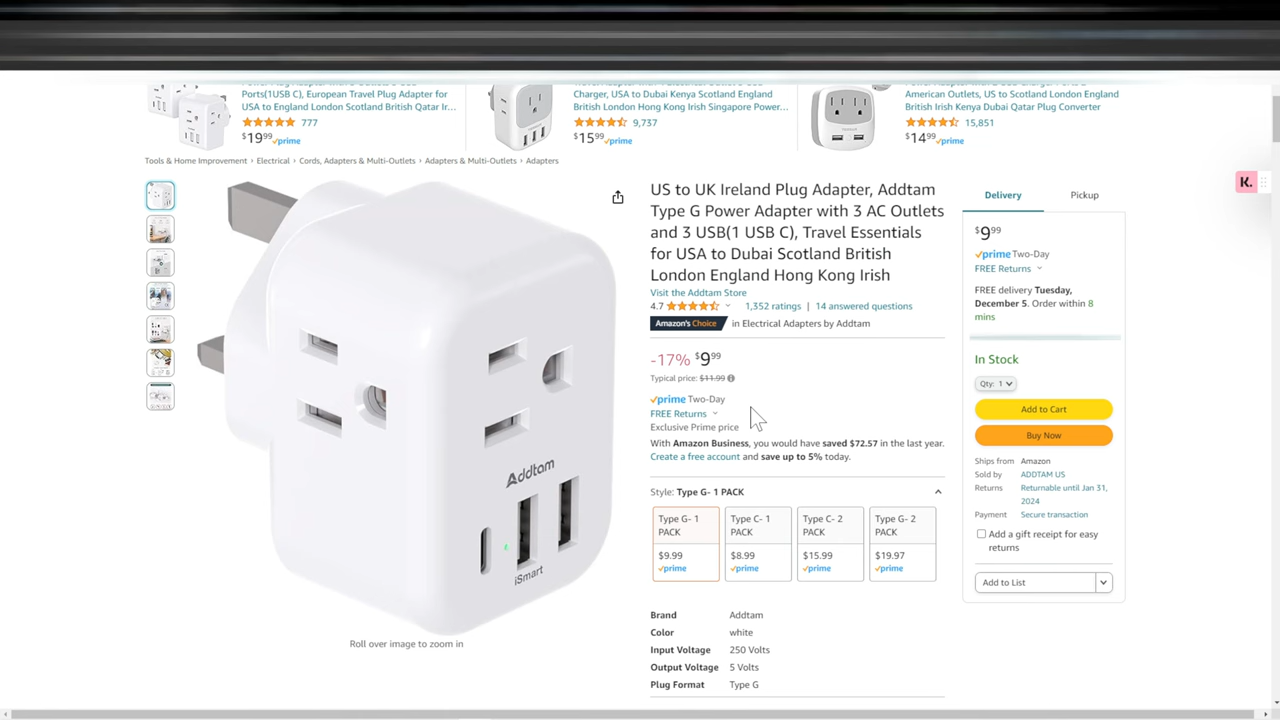 Ports(1USB C), European Travel Plug Adapter for
USA to England London Scotland British Qatar Ir...
777
$19⁹⁹ prime
Charger, USA to Dubai Kenya Scotland England
British London Hong Kong Irish Singapore Power...
9,737
$15⁹⁹ prime
American Outlets, US to Scotland London England
British Irish Kenya Dubai Qatar Plug Converter
15,851
$14⁹⁹ prime
Tools & Home Improvement › Electrical › Cords, Adapters & Multi-Outlets › Adapters & Multi-Outlets › Adapters
Addtam
iSmart
Roll over image to zoom in
US to UK Ireland Plug Adapter, Addtam
Type G Power Adapter with 3 AC Outlets
and 3 USB(1 USB C), Travel Essentials
for USA to Dubai Scotland British
London England Hong Kong Irish
Visit the Addtam Store
4.7 1,352 ratings | 14 answered questions
Amazon's Choice in Electrical Adapters by Addtam
-17% $9⁹⁹
Typical price: $11.99
prime Two-Day
FREE Returns
Exclusive Prime price
With Amazon Business, you would have saved $72.57 in the last year.
Create a free account and save up to 5% today.
Style: Type G- 1 PACK
Type G- 1 PACK
$9.99
prime
Type C- 1 PACK
$8.99
prime
Type C- 2 PACK
$15.99
prime
Type G- 2 PACK
$19.97
prime
Brand Addtam
Color white
Input Voltage 250 Volts
Output Voltage 5 Volts
Plug Format Type G
Delivery Pickup
$9⁹⁹
prime Two-Day
FREE Returns
FREE delivery Tuesday,
December 5. Order within 8
mins
In Stock
Qty: 1
Add to Cart
Buy Now
Ships from Amazon
Sold by ADDTAM US
Returns Returnable until Jan 31,
2024
Payment Secure transaction
Add a gift receipt for easy
returns
Add to List
K.